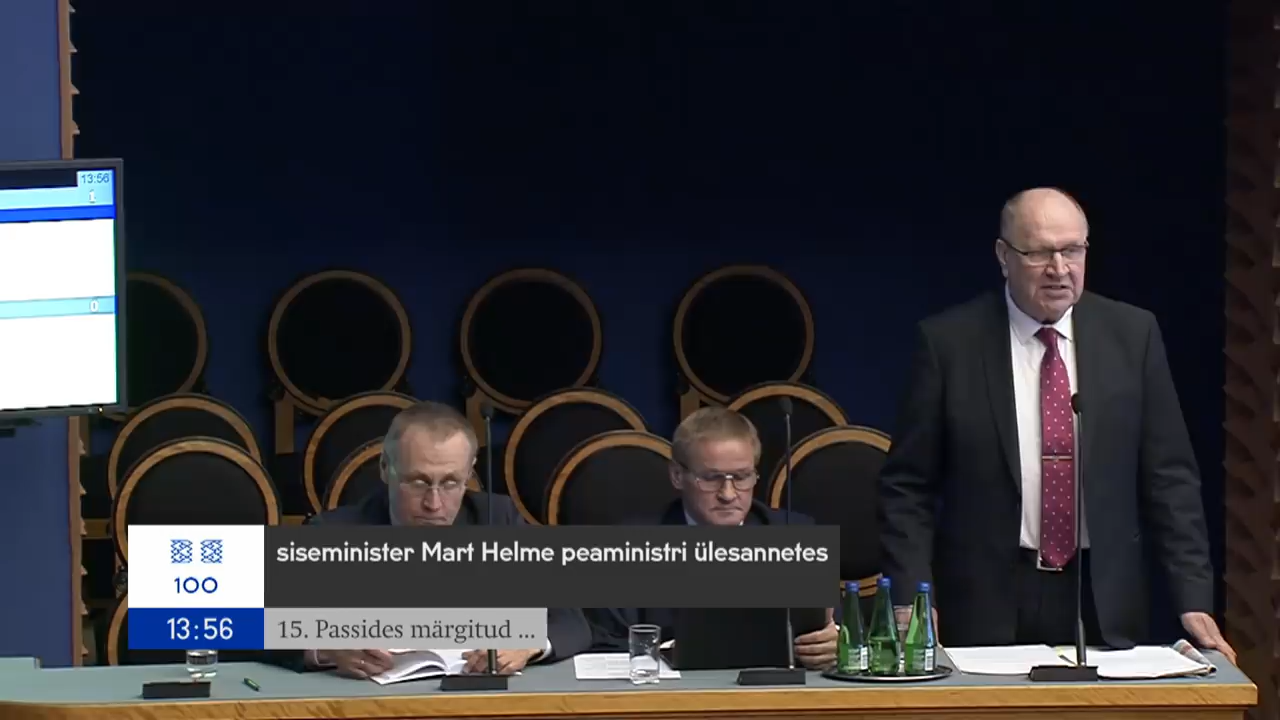 13:56
1
0
siseminister Mart Helme peaministri ülesannetes
100
13:56
15. Passides märgitud ...